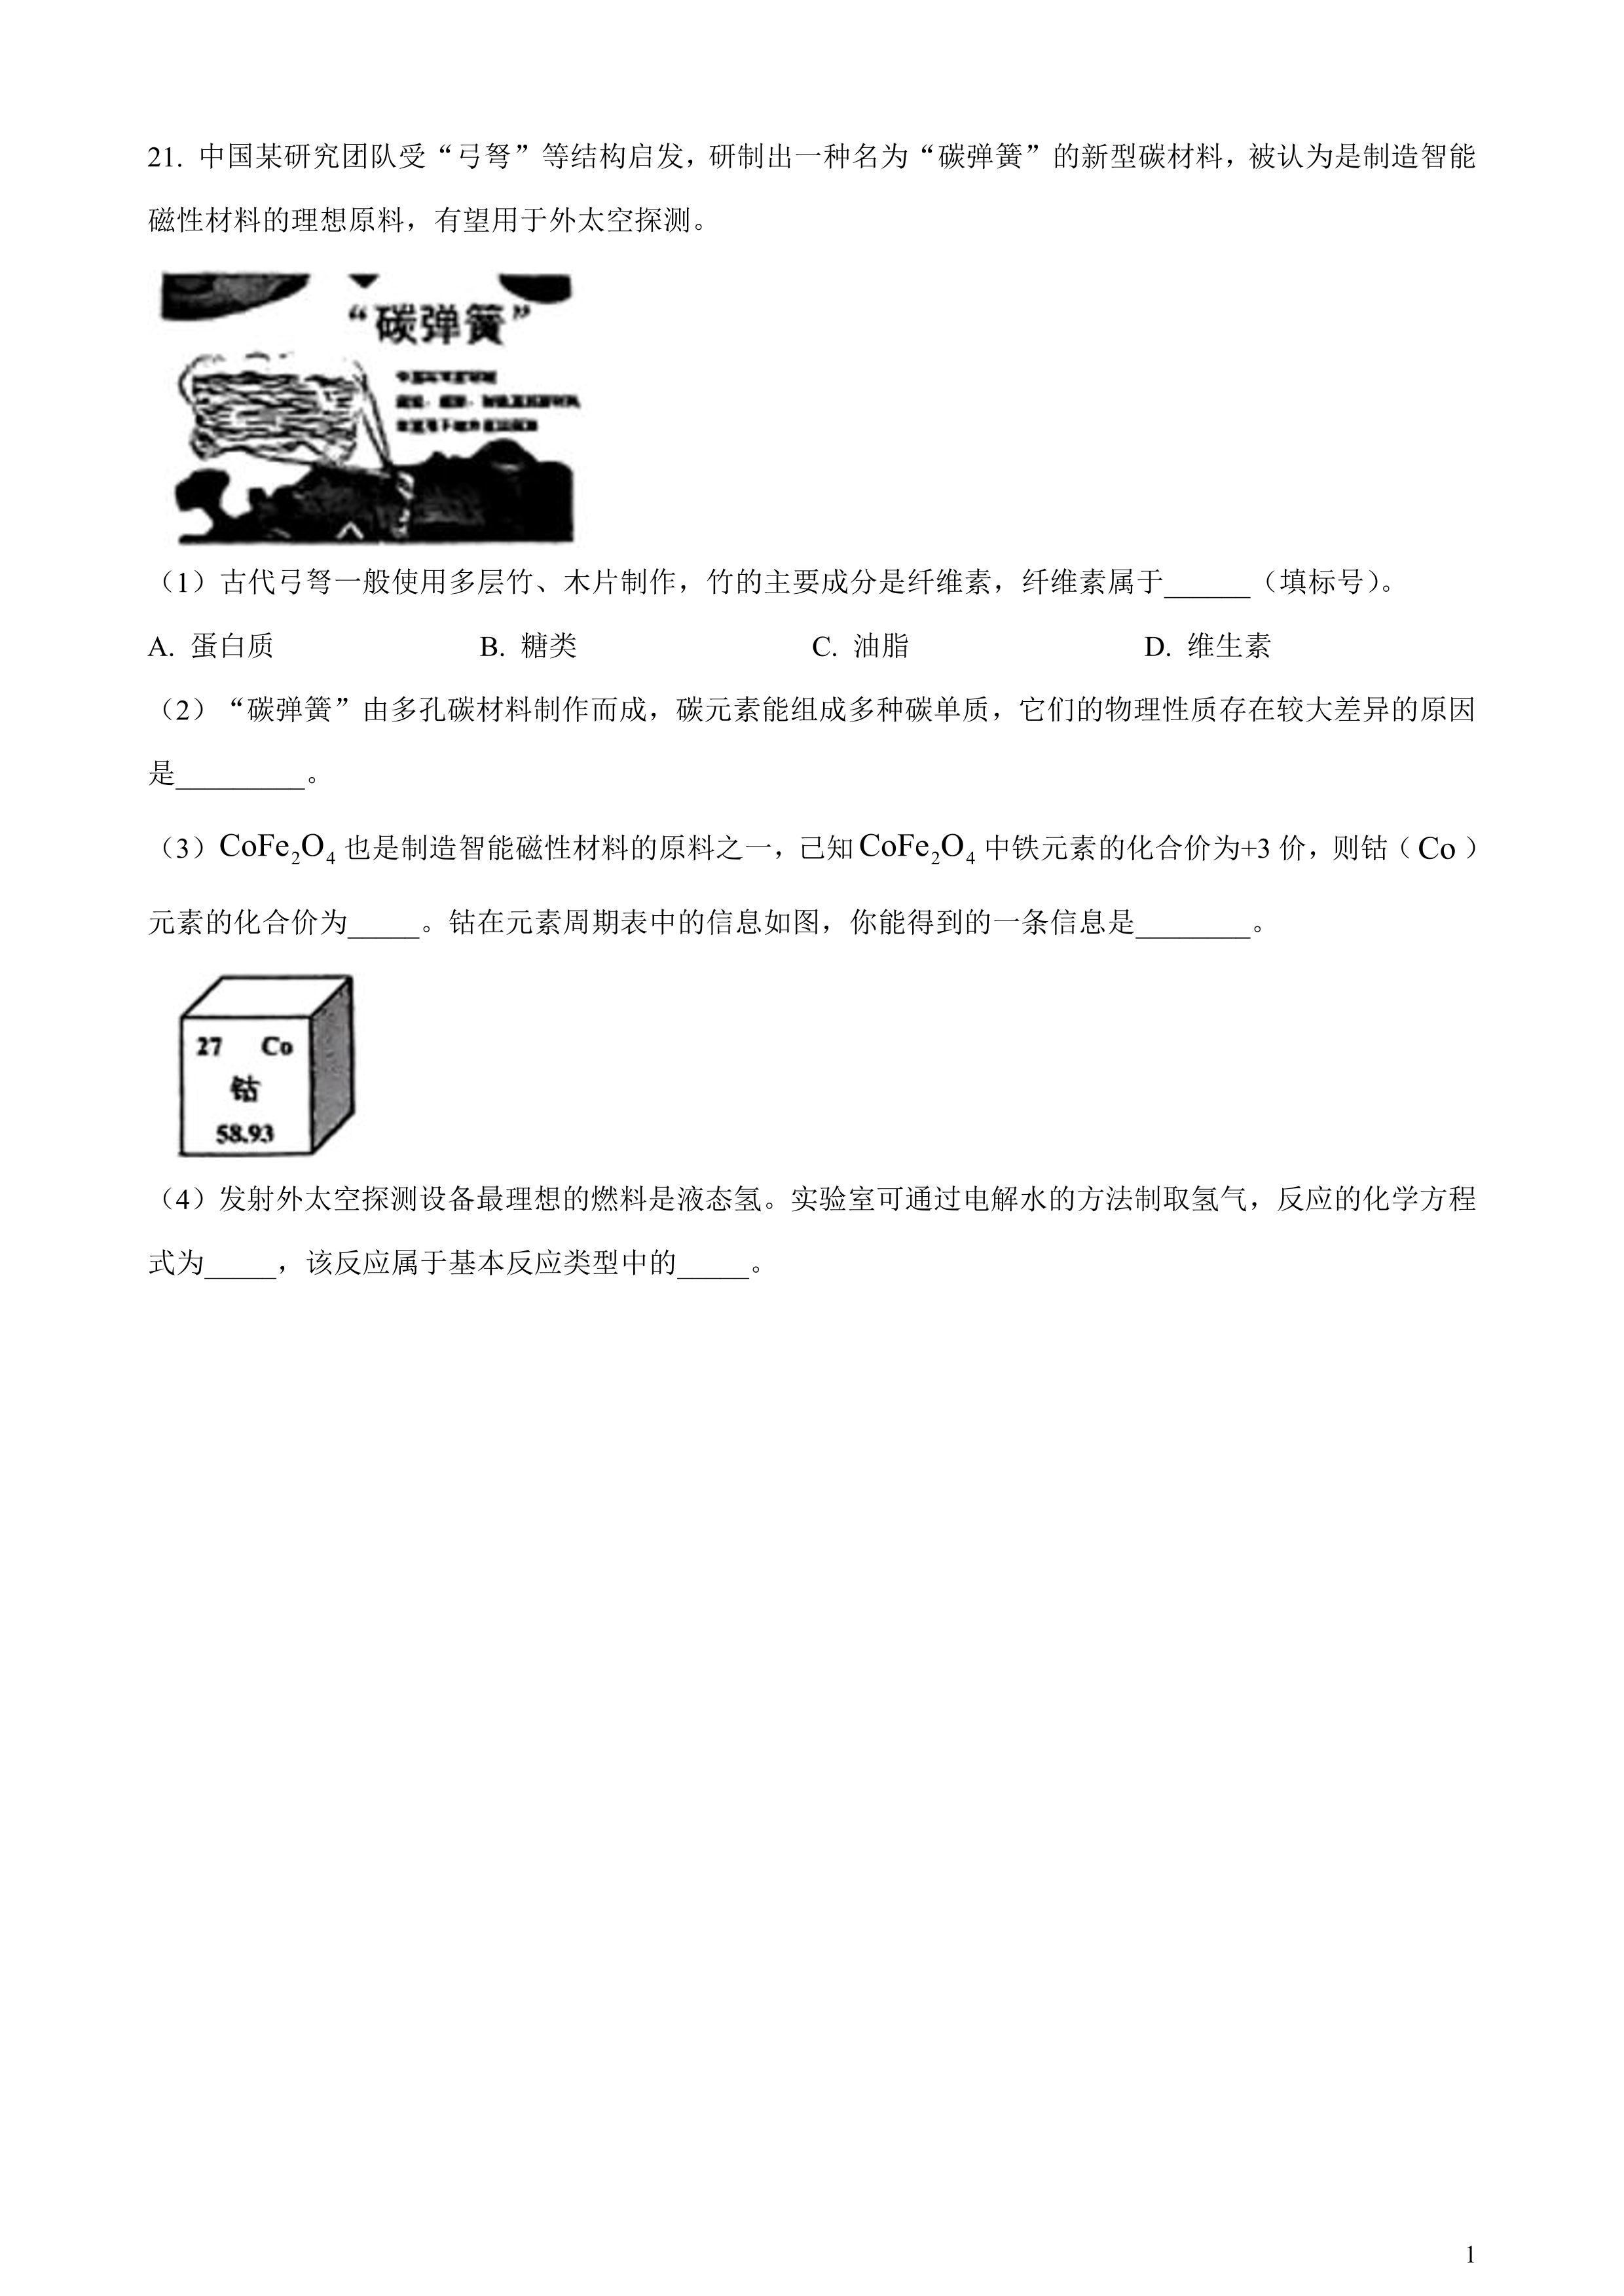 21. 中国某研究团队受“弓弩”等结构启发，研制出一种名为“碳弹簧”的新型碳材料，被认为是制造智能
磁性材料的理想原料，有望用于外太空探测。
“碳弹簧”
（1）古代弓弩一般使用多层竹、木片制作，竹的主要成分是纤维素，纤维素属于______（填标号）。
A. 蛋白质 B. 糖类 C. 油脂 D. 维生素
（2）“碳弹簧”由多孔碳材料制作而成，碳元素能组成多种碳单质，它们的物理性质存在较大差异的原因
是_________。
（3）CoFe₂O₄也是制造智能磁性材料的原料之一，己知CoFe₂O₄中铁元素的化合价为+3 价，则钴（Co）
元素的化合价为_____。钴在元素周期表中的信息如图，你能得到的一条信息是________。
27 Co
钴
58.93
（4）发射外太空探测设备最理想的燃料是液态氢。实验室可通过电解水的方法制取氢气，反应的化学方程
式为_____，该反应属于基本反应类型中的_____。
1